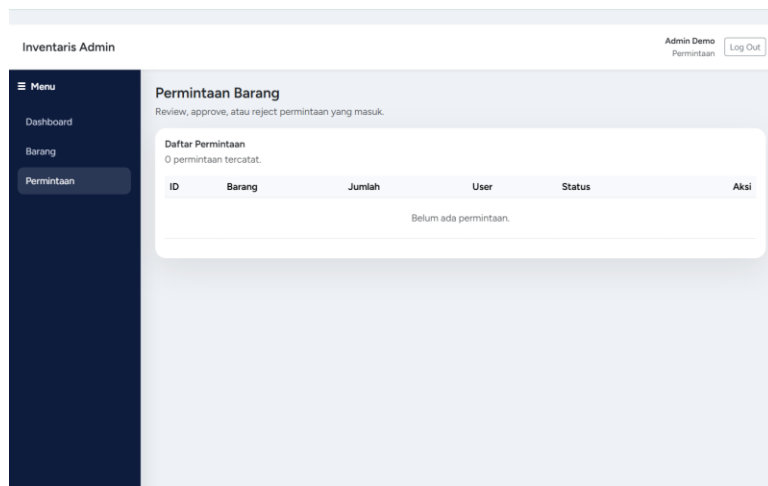 Inventaris Admin
Admin Demo
Permintaan
Log Out
☰ Menu
Dashboard
Barang
Permintaan
Permintaan Barang
Review, approve, atau reject permintaan yang masuk.
Daftar Permintaan
0 permintaan tercatat.
ID Barang Jumlah User Status Aksi
Belum ada permintaan.